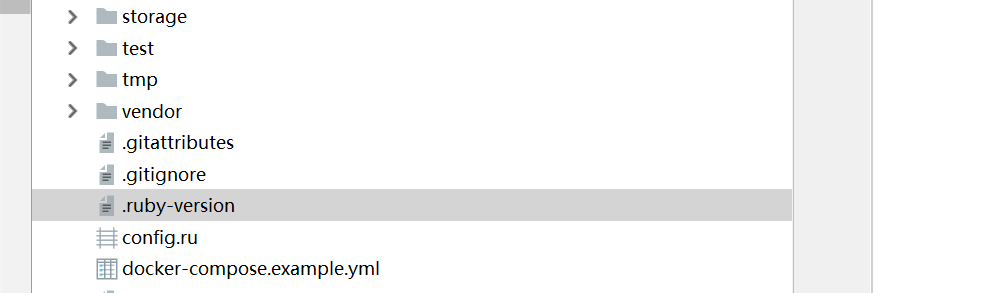 storage
test
tmp
vendor
.gitattributes
.gitignore
.ruby-version
config.ru
docker-compose.example.yml